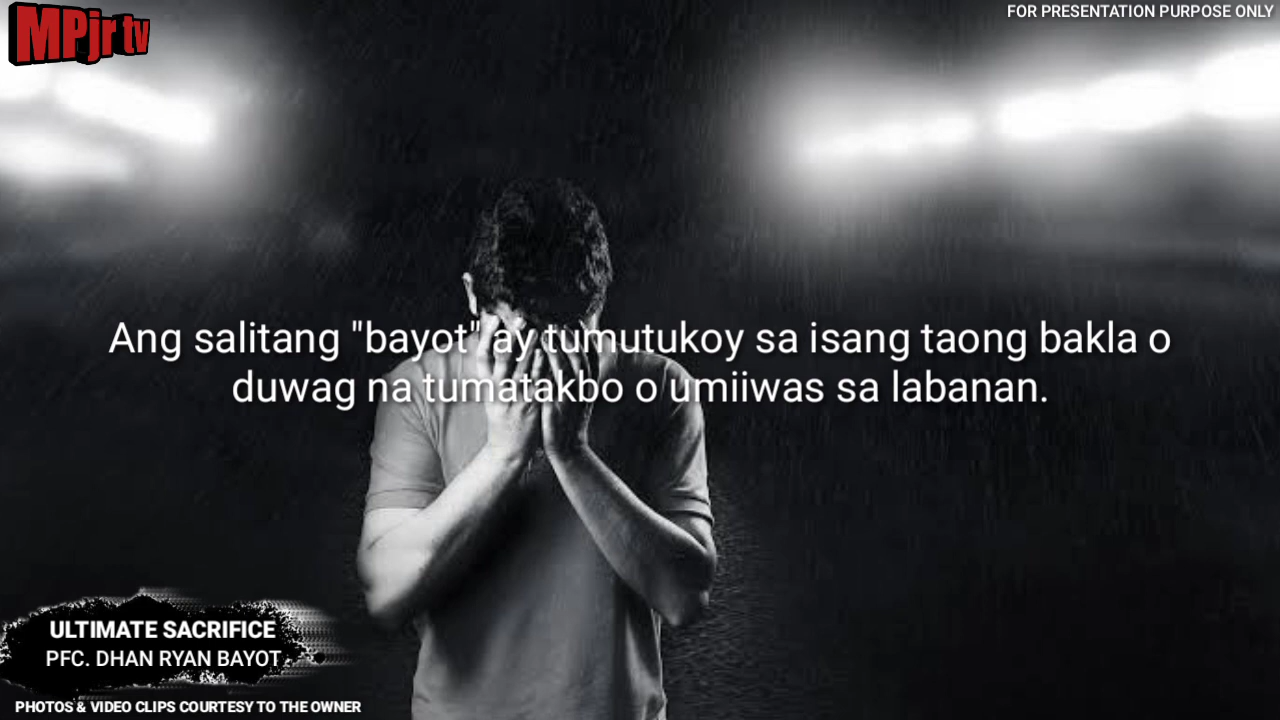 MPjr tv
FOR PRESENTATION PURPOSE ONLY
Ang salitang "bayot" ay tumutukoy sa isang taong bakla o
duwag na tumatakbo o umiiwas sa labanan.
ULTIMATE SACRIFICE
PFC. DHAN RYAN BAYOT
PHOTOS & VIDEO CLIPS COURTESY TO THE OWNER